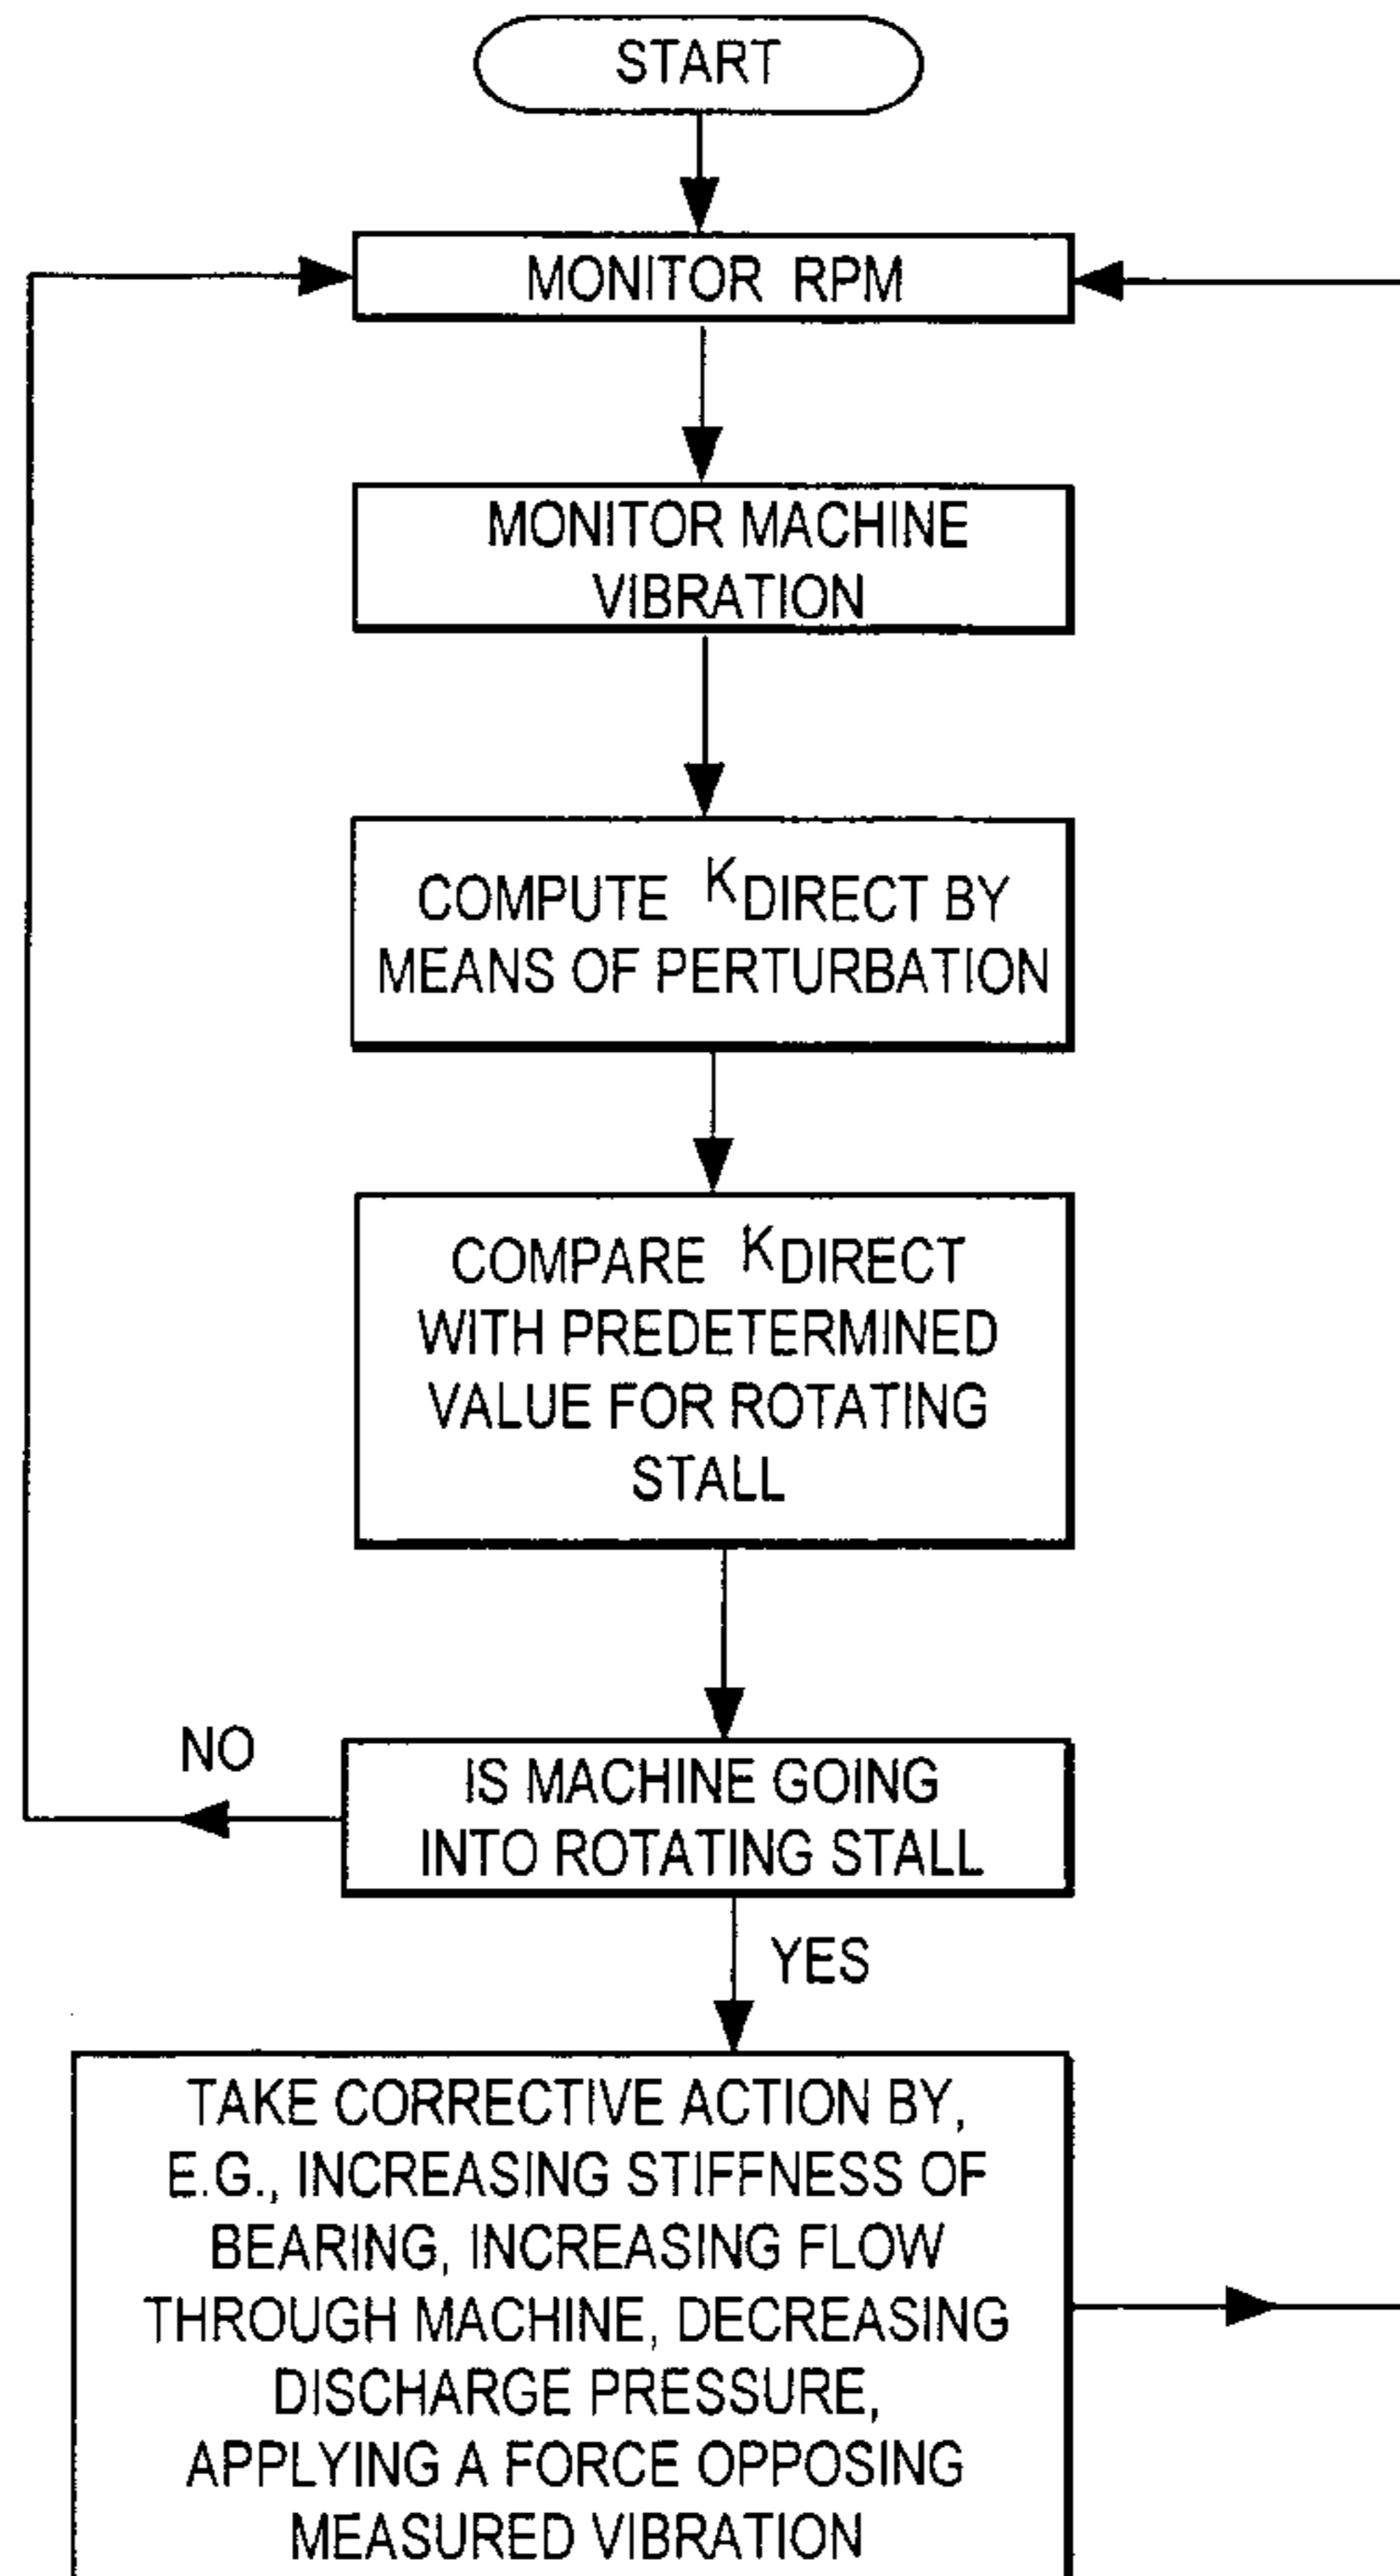 START
MONITOR RPM
MONITOR MACHINE
VIBRATION
COMPUTE KDIRECT BY
MEANS OF PERTURBATION
COMPARE KDIRECT
WITH PREDETERMINED
VALUE FOR ROTATING
STALL
NO
IS MACHINE GOING
INTO ROTATING STALL
YES
TAKE CORRECTIVE ACTION BY,
E.G., INCREASING STIFFNESS OF
BEARING, INCREASING FLOW
THROUGH MACHINE, DECREASING
DISCHARGE PRESSURE,
APPLYING A FORCE OPPOSING
MEASURED VIBRATION